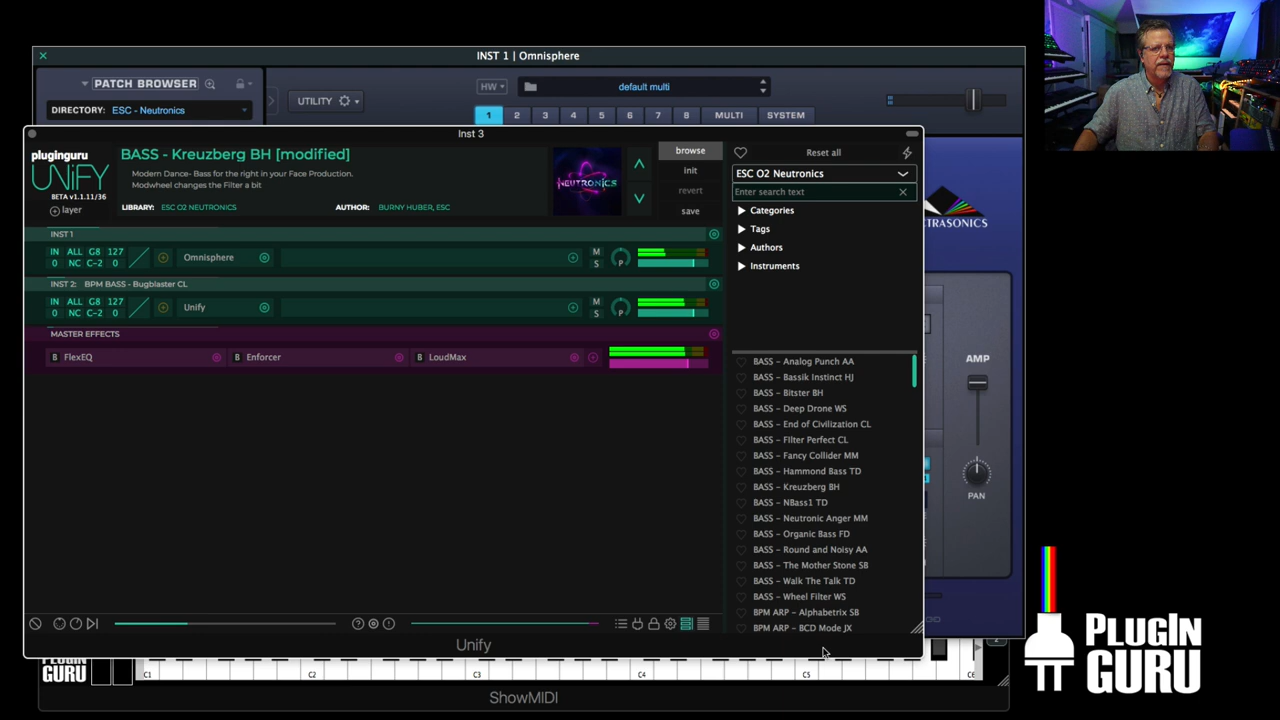 INST 1 | Omnisphere
PATCH BROWSER
DIRECTORY: ESC - Neutronics
UTILITY
HW
default multi
1 2 3 4 5 6 7 8 MULTI SYSTEM
Inst 3
pluginguru
UNIFY
BETA v1.1.11/36
layer
BASS - Kreuzberg BH [modified]
Modern Dance- Bass for the right in your Face Production.
Modwheel changes the Filter a bit
LIBRARY: ESC O2 NEUTRONICS
AUTHOR: BURNY HUBER, ESC
NEUTRONICS
browse
init
revert
save
Reset all
ESC O2 Neutronics
Enter search text
Categories
Tags
Authors
Instruments
INST 1
IN ALL G8 127
0 NC C-2 0
Omnisphere
M
S
P
INST 2: BPM BASS - Bugblaster CL
IN ALL G8 127
0 NC C-2 0
Unify
M
S
P
MASTER EFFECTS
B FlexEQ
B Enforcer
B LoudMax
BASS - Analog Punch AA
BASS - Bassik Instinct HJ
BASS - Bitster BH
BASS - Deep Drone WS
BASS - End of Civilization CL
BASS - FIlter Perfect CL
BASS - Fancy Collider MM
BASS - Hammond Bass TD
BASS - Kreuzberg BH
BASS - NBass1 TD
BASS - Neutronic Anger MM
BASS - Organic Bass FD
BASS - Round and Noisy AA
BASS - The Mother Stone SB
BASS - Walk The Talk TD
BASS - Wheel Filter WS
BPM ARP - Alphabetrix SB
BPM ARP - BCD Mode JX
Unify
CTRASONICS
AMP
PAN
PLUGIN
GURU
C1 C2 C3 C4 C5 C6
ShowMIDI
PLUGIN
GURU